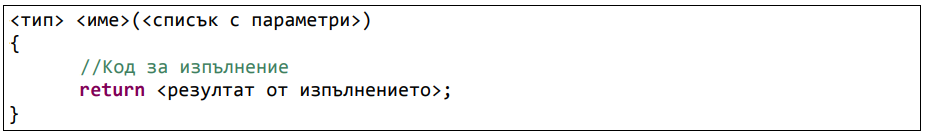 <тип> <име>(<списък с параметри>)
{
//Код за изпълнение
return <резултат от изпълнението>;
}